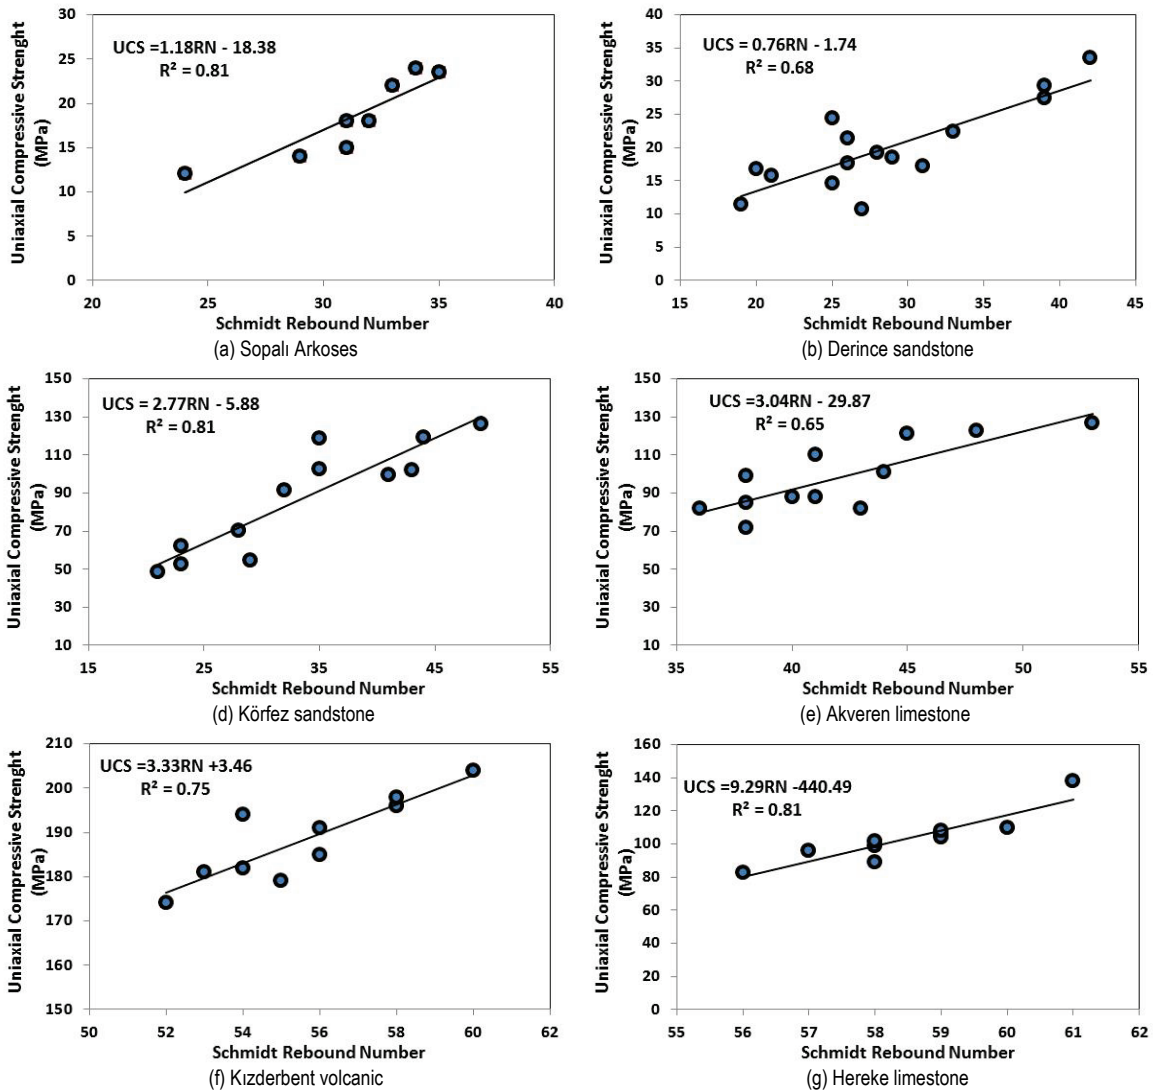 Uniaxial Compressive Strenght
(MPa)
30
25
20
15
10
5
0
UCS =1.18RN - 18.38
R² = 0.81
20
25
30
35
40
Schmidt Rebound Number
(a) Sopalı Arkoses
Uniaxial Compressive Strenght
(MPa)
40
35
30
25
20
15
10
5
0
UCS = 0.76RN - 1.74
R² = 0.68
15
20
25
30
35
40
45
Schmidt Rebound Number
(b) Derince sandstone
Uniaxial Compressive Strenght
(MPa)
150
130
110
90
70
50
30
10
UCS = 2.77RN - 5.88
R² = 0.81
15
25
35
45
55
Schmidt Rebound Number
(d) Körfez sandstone
Uniaxial Compressive Strenght
(MPa)
150
130
110
90
70
50
30
10
UCS =3.04RN - 29.87
R² = 0.65
35
40
45
50
55
Schmidt Rebound Number
(e) Akveren limestone
Uniaxial Compressive Strenght
(MPa)
210
200
190
180
170
160
150
UCS =3.33RN +3.46
R² = 0.75
50
52
54
56
58
60
62
Schmidt Rebound Number
(f) Kızderbent volcanic
Uniaxial Compressive Strenght
(MPa)
160
140
120
100
80
60
40
20
0
UCS =9.29RN -440.49
R² = 0.81
55
56
57
58
59
60
61
62
Schmidt Rebound Number
(g) Hereke limestone